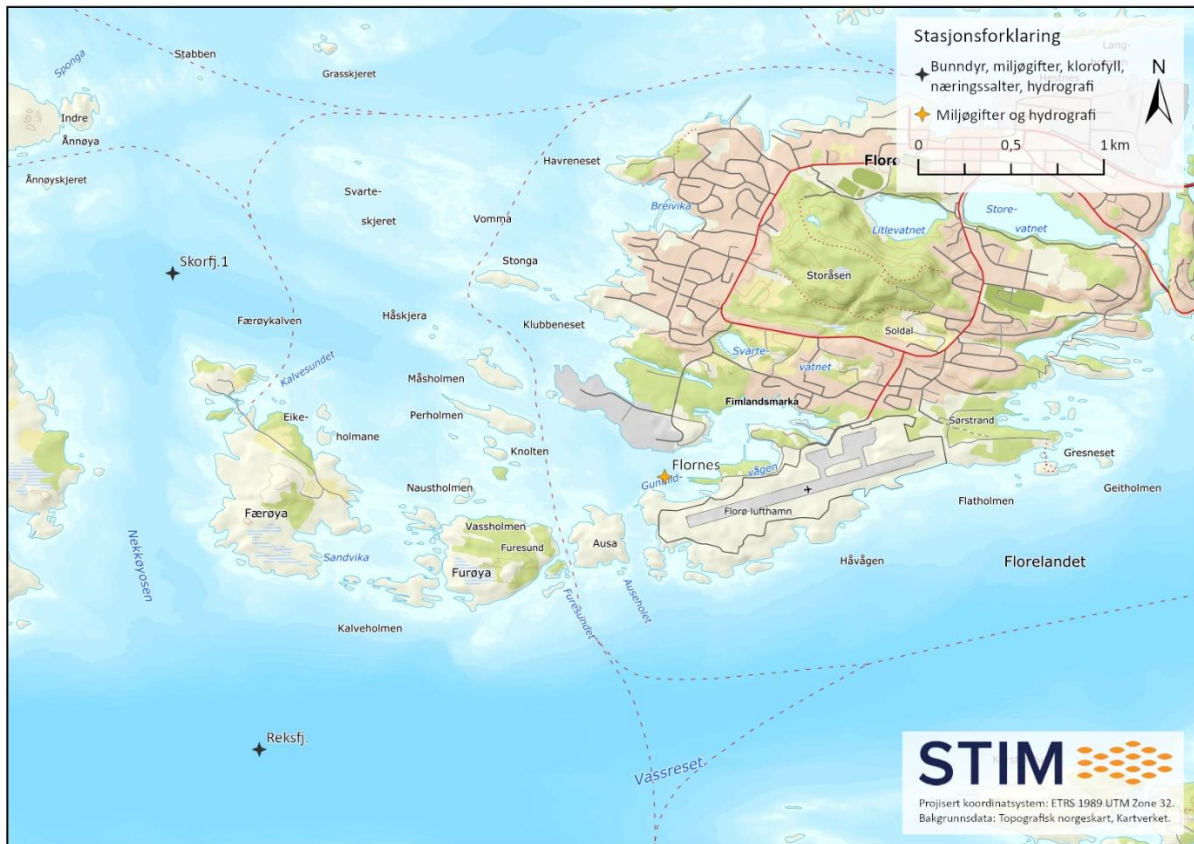 Stasjonsforklaring
Bunndyr, miljøgifter, klorofyll,
næringssalter, hydrografi
Miljøgifter og hydrografi
N
0 0,5 1 km
Sponga
Stabben
Grasskjeret
Indre
Ånnøya
Ånnøyskjeret
Havreneset
Florø
Svarte-
skjeret
Vomma
Breivika
Litlevatnet
Store-
vatnet
Skorfj.1
Stonga
Storåsen
Færøykalven
Håskjera
Klubbeneset
Soldal
Kalvesundet
Svarte-
vatnet
Måsholmen
Fimlandsmarka
Eike-
holmane
Perholmen
Sørstrand
Knolten
Flornes
Gunhild-
vågen
Gresneset
Geitholmen
Naustholmen
Flatholmen
Færøya
Florø lufthamn
Vassholmen
Furesund
Ausa
Nekkøyosen
Sandvika
Furøya
Håvågen
Florelandet
Furesundet
Auseholet
Kalveholmen
Reksfj.
Vassreset
STIM
Projisert koordinatsystem: ETRS 1989 UTM Zone 32.
Bakgrunnsdata: Topografisk norgeskart, Kartverket.